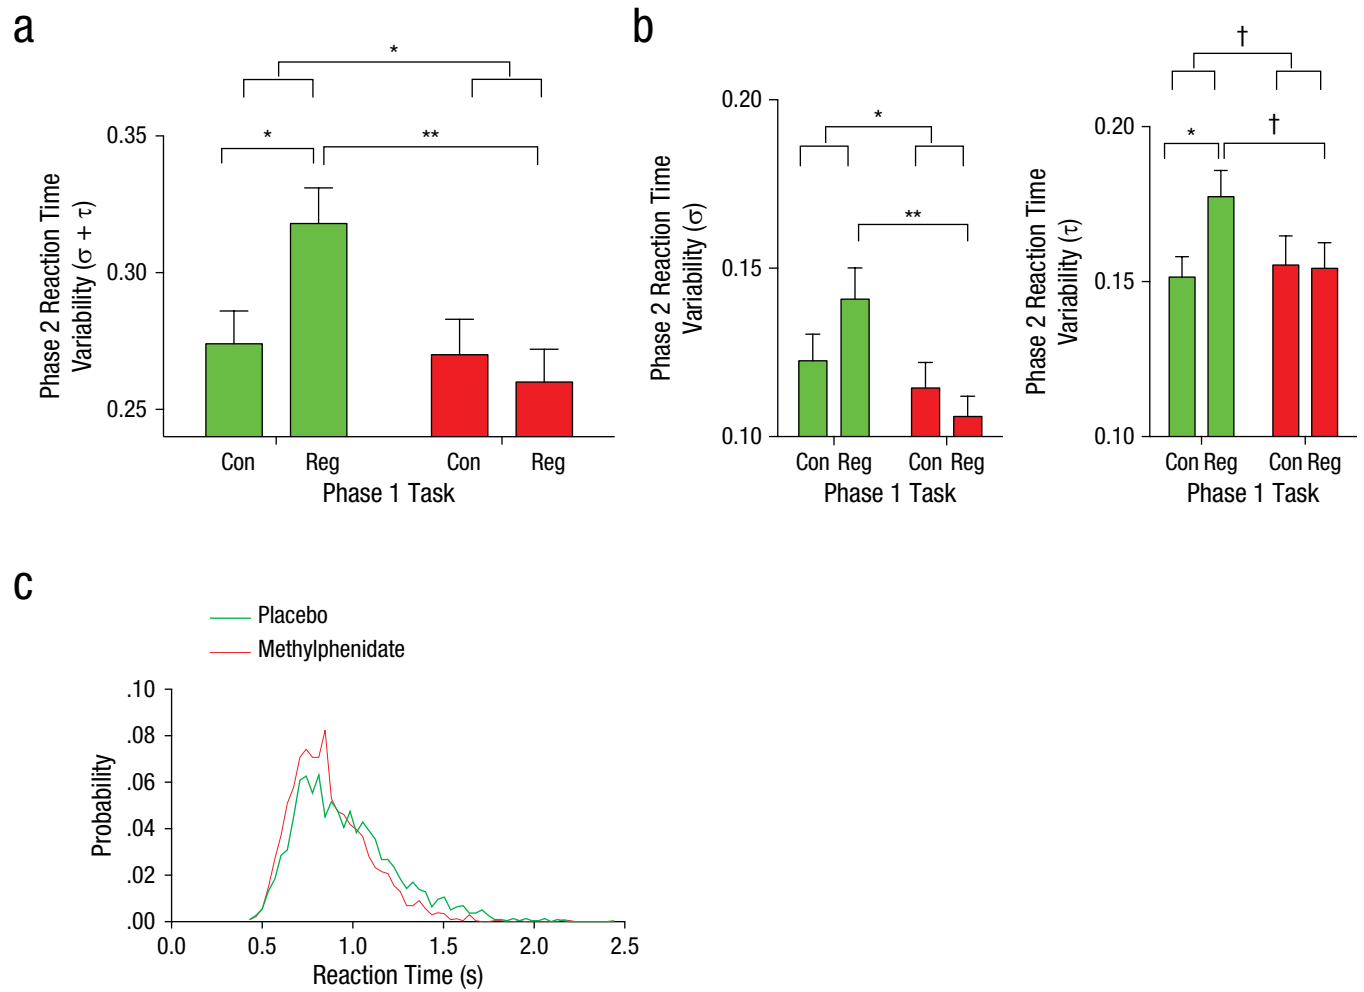 a
*
*
**
0.35
0.30
0.25
Phase 2 Reaction Time
Variability (σ + τ)
Con
Reg
Con
Reg
Phase 1 Task
b
*
**
0.20
0.15
0.10
Phase 2 Reaction Time
Variability (σ)
Con Reg
Con Reg
Phase 1 Task
†
*
†
0.20
0.15
0.10
Phase 2 Reaction Time
Variability (τ)
Con Reg
Con Reg
Phase 1 Task
c
Placebo
Methylphenidate
.10
.08
.06
.04
.02
.00
Probability
0.0
0.5
1.0
1.5
2.0
2.5
Reaction Time (s)